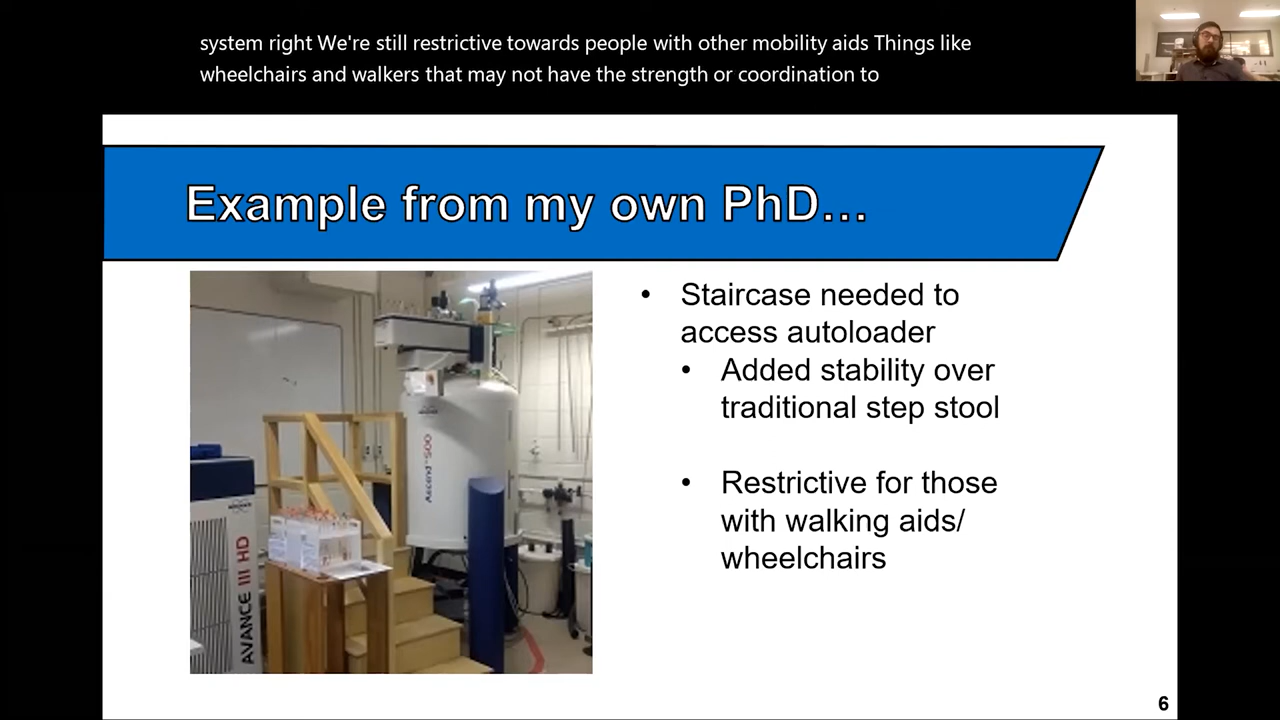 system right We're still restrictive towards people with other mobility aids Things like
wheelchairs and walkers that may not have the strength or coordination to
Example from my own PhD...
• Staircase needed to
access autoloader
• Added stability over
traditional step stool
• Restrictive for those
with walking aids/
wheelchairs
Ascend 500
AVANCE III HD
6